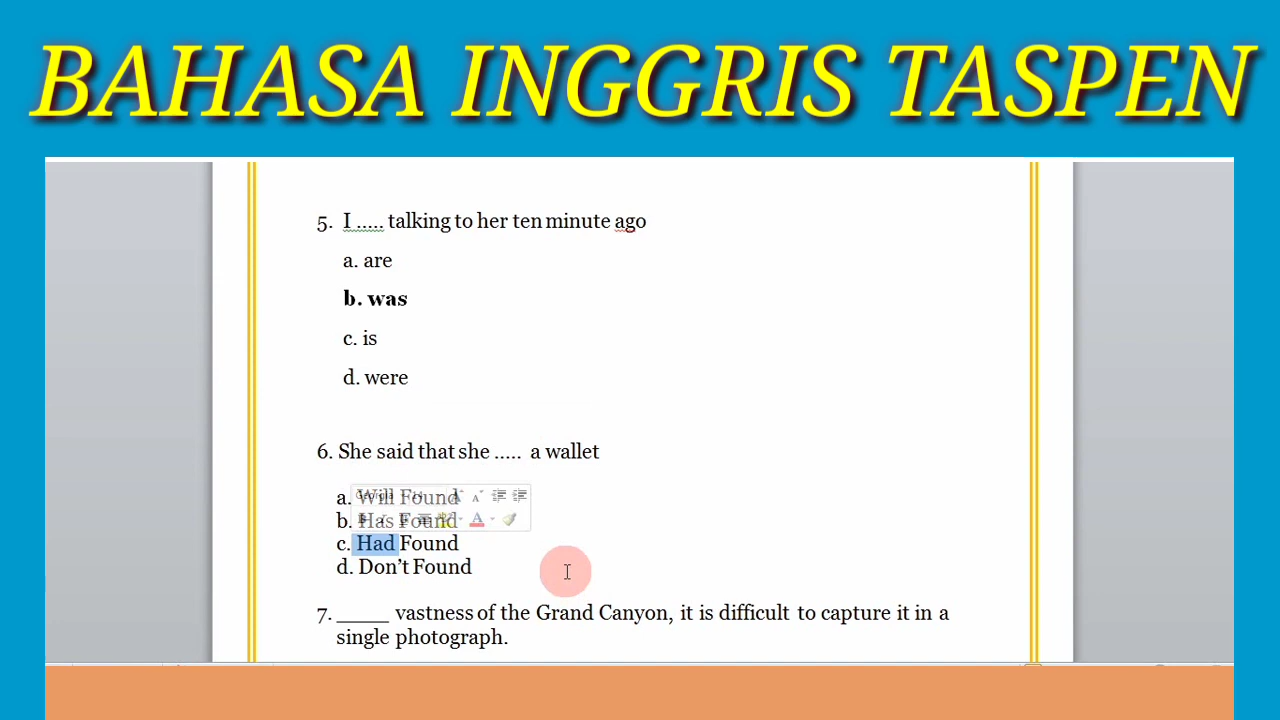 BAHASA INGGRIS TASPEN
5. I ..... talking to her ten minute ago
a. are
b. was
c. is
d. were
6. She said that she ..... a wallet
a. Will Found
b. Has Found
c. Had Found
d. Don't Found
7. _____ vastness of the Grand Canyon, it is difficult to capture it in a
single photograph.